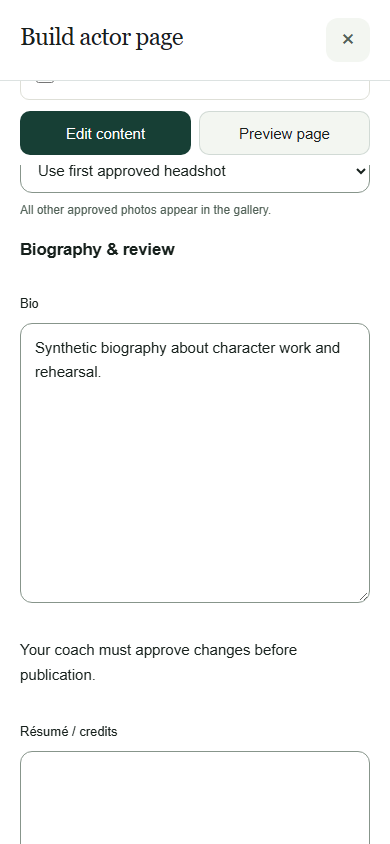 Build actor page
×
Edit content
Preview page
Use first approved headshot
All other approved photos appear in the gallery.
Biography & review
Bio
Synthetic biography about character work and
rehearsal.
Your coach must approve changes before
publication.
Résumé / credits